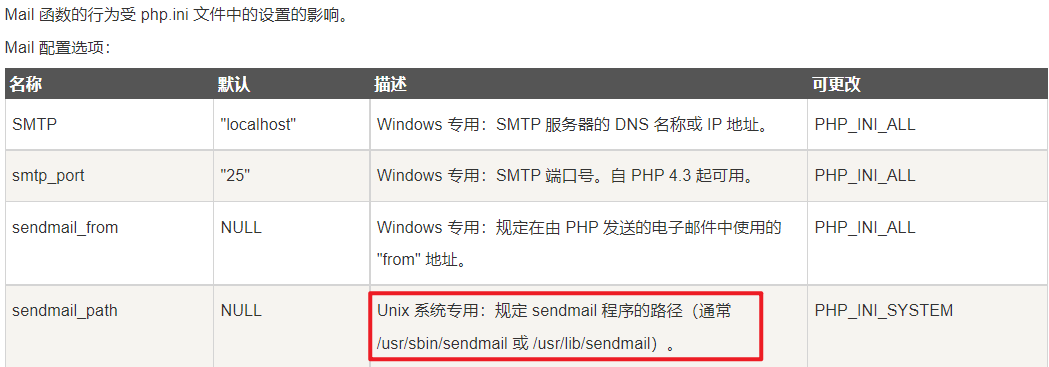 Mail 函数的行为受 php.ini 文件中的设置的影响。
Mail 配置选项：
名称 默认 描述 可更改
SMTP "localhost" Windows 专用：SMTP 服务器的 DNS 名称或 IP 地址。 PHP_INI_ALL
smtp_port "25" Windows 专用：SMTP 端口号。自 PHP 4.3 起可用。 PHP_INI_ALL
sendmail_from NULL Windows 专用：规定在由 PHP 发送的电子邮件中使用的 PHP_INI_ALL
"from" 地址。
sendmail_path NULL Unix 系统专用：规定 sendmail 程序的路径（通常 PHP_INI_SYSTEM
/usr/sbin/sendmail 或 /usr/lib/sendmail）。